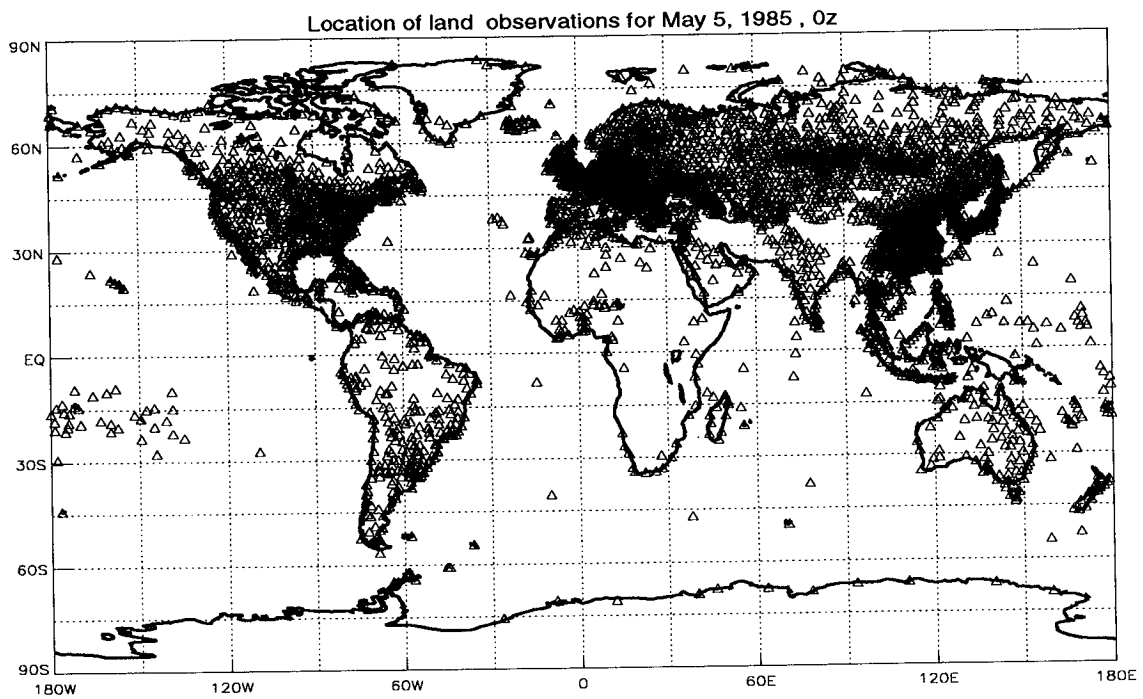 Location of land observations for May 5, 1985 , 0z
90N
60N
30N
EQ
30S
60S
90S
180W 120W 60W 0 60E 120E 180E